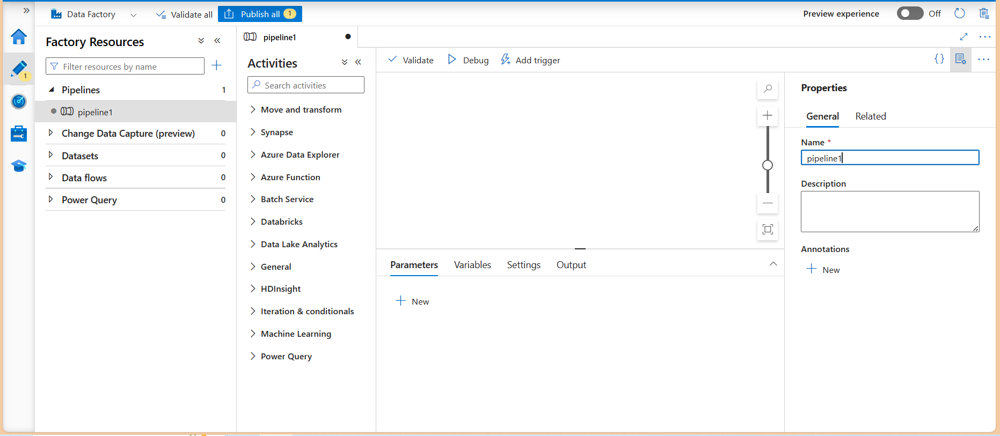 Data Factory
Validate all
Publish all 1
Preview experience
Off
1
Factory Resources
Filter resources by name
Pipelines 1
pipeline1
Change Data Capture (preview) 0
Datasets 0
Data flows 0
Power Query 0
pipeline1
Activities
Search activities
Move and transform
Synapse
Azure Data Explorer
Azure Function
Batch Service
Databricks
Data Lake Analytics
General
HDInsight
Iteration & conditionals
Machine Learning
Power Query
Validate
Debug
Add trigger
{}
Parameters Variables Settings Output
New
Properties
General Related
Name *
pipeline1
Description
Annotations
New